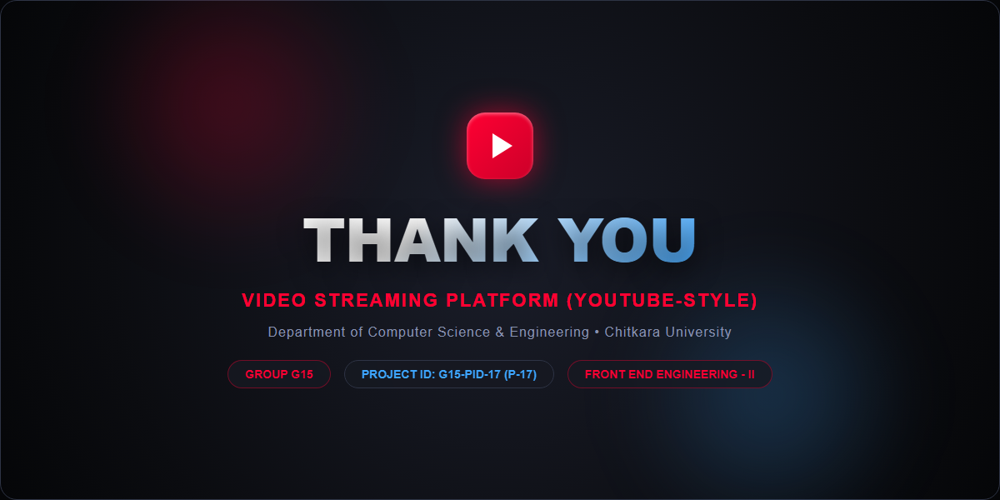 THANK YOU
VIDEO STREAMING PLATFORM (YOUTUBE-STYLE)
Department of Computer Science & Engineering • Chitkara University
GROUP G15
PROJECT ID: G15-PID-17 (P-17)
FRONT END ENGINEERING - II